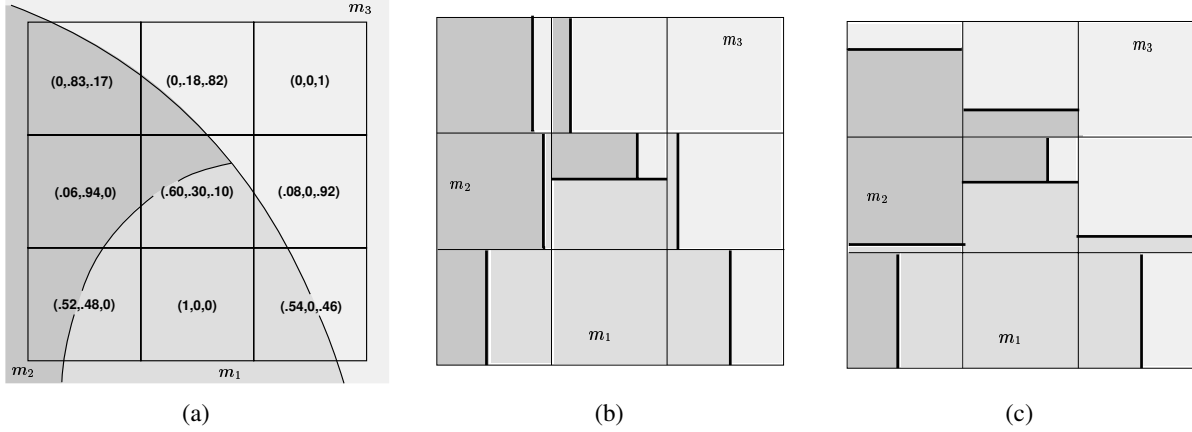 m₃
(0,.83,.17) (0,.18,.82) (0,0,1)
(.06,.94,0) (.60,.30,.10) (.08,0,.92)
(.52,.48,0) (1,0,0) (.54,0,.46)
m₂ m₁
m₃
m₂
m₁
m₃
m₂
m₁
(a) (b) (c)